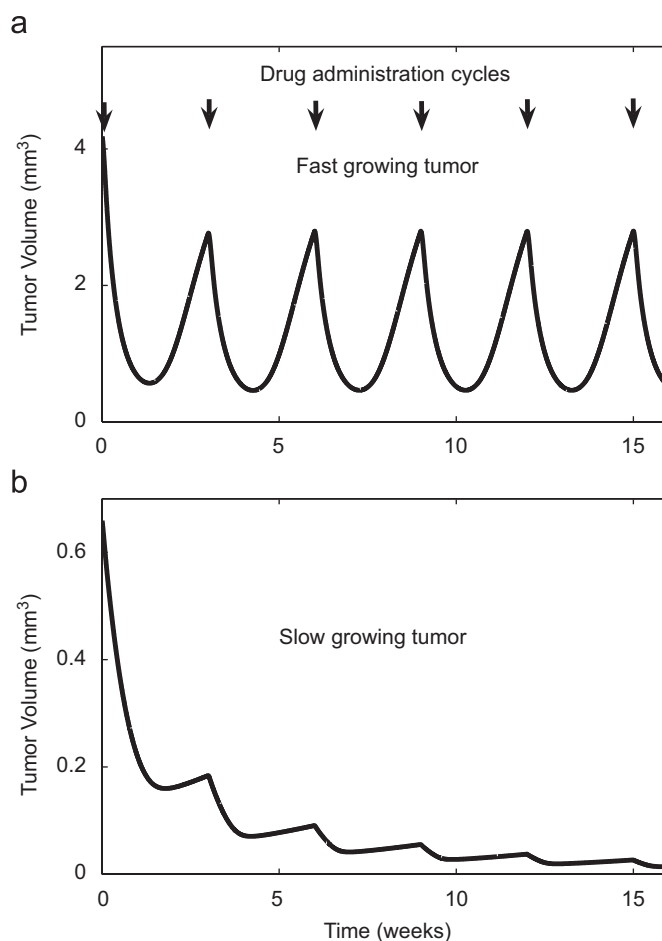 a
Drug administration cycles
Fast growing tumor
Tumor Volume (mm³)
4
2
0
0 5 10 15
b
Slow growing tumor
Tumor Volume (mm³)
0.6
0.4
0.2
0
0 5 10 15
Time (weeks)